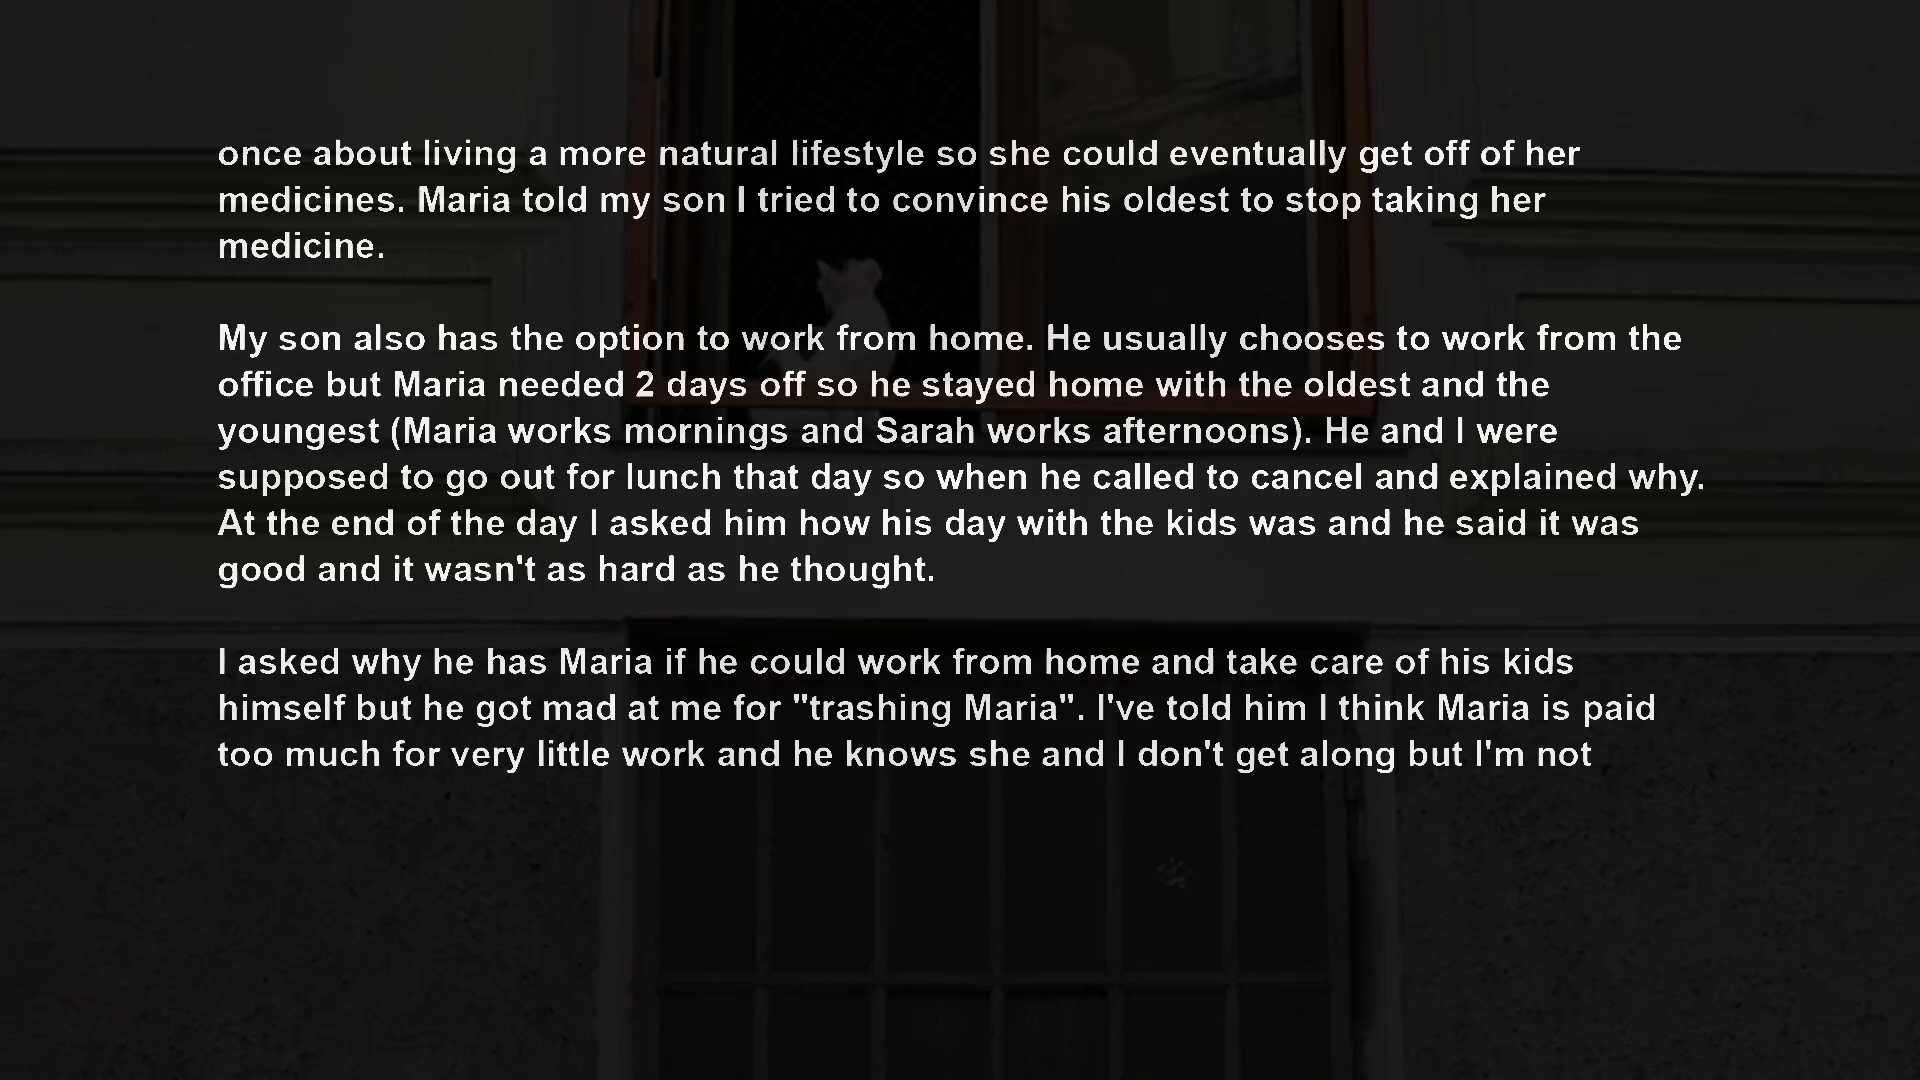 once about living a more natural lifestyle so she could eventually get off of her
medicines. Maria told my son I tried to convince his oldest to stop taking her
medicine.
My son also has the option to work from home. He usually chooses to work from the
office but Maria needed 2 days off so he stayed home with the oldest and the
youngest (Maria works mornings and Sarah works afternoons). He and I were
supposed to go out for lunch that day so when he called to cancel and explained why.
At the end of the day I asked him how his day with the kids was and he said it was
good and it wasn't as hard as he thought.
I asked why he has Maria if he could work from home and take care of his kids
himself but he got mad at me for "trashing Maria". I've told him I think Maria is paid
too much for very little work and he knows she and I don't get along but I'm not